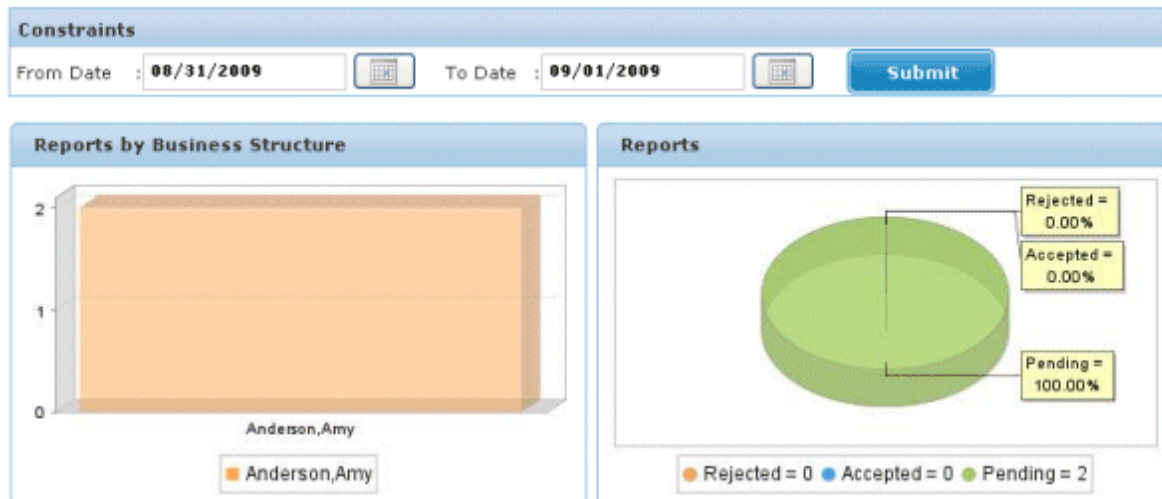 Constraints
From Date : 08/31/2009 To Date : 09/01/2009 Submit
Reports by Business Structure
2
1
0
Anderson,Amy
Anderson,Amy
Reports
Rejected =
0.00%
Accepted =
0.00%
Pending =
100.00%
Rejected = 0 Accepted = 0 Pending = 2